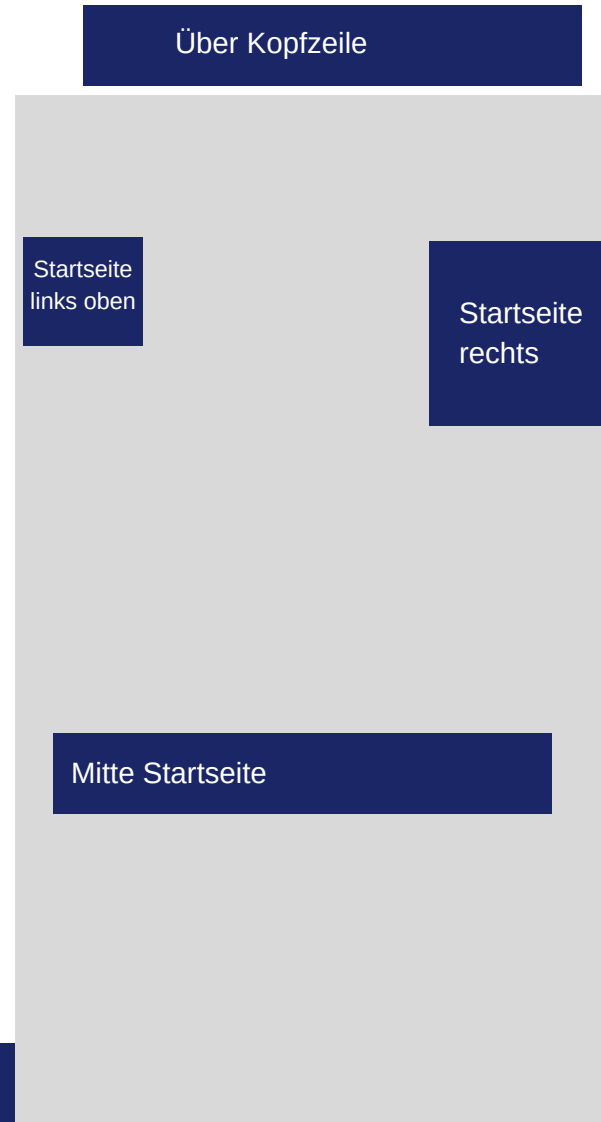 Über Kopfzeile
Startseite
links oben
Startseite
rechts
Mitte Startseite